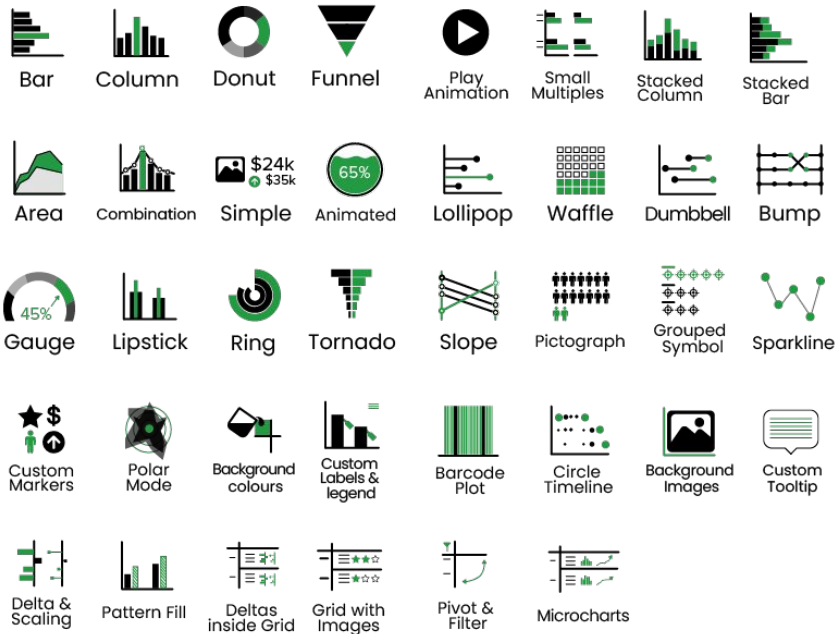 Bar
Column
Donut
Funnel
Play
Animation
Small
Multiples
Stacked
Column
Stacked
Bar
$24k
$35k
65%
Area
Combination
Simple
Animated
Lollipop
Waffle
Dumbbell
Bump
45%
Gauge
Lipstick
Ring
Tornado
Slope
Pictograph
Grouped
Symbol
Sparkline
$
Custom
Markers
Polar
Mode
Background
colours
Custom
Labels &
legend
Barcode
Plot
Circle
Timeline
Background
Images
Custom
Tooltip
Delta &
Scaling
Pattern Fill
Deltas
inside Grid
Grid with
Images
Pivot &
Filter
Microcharts